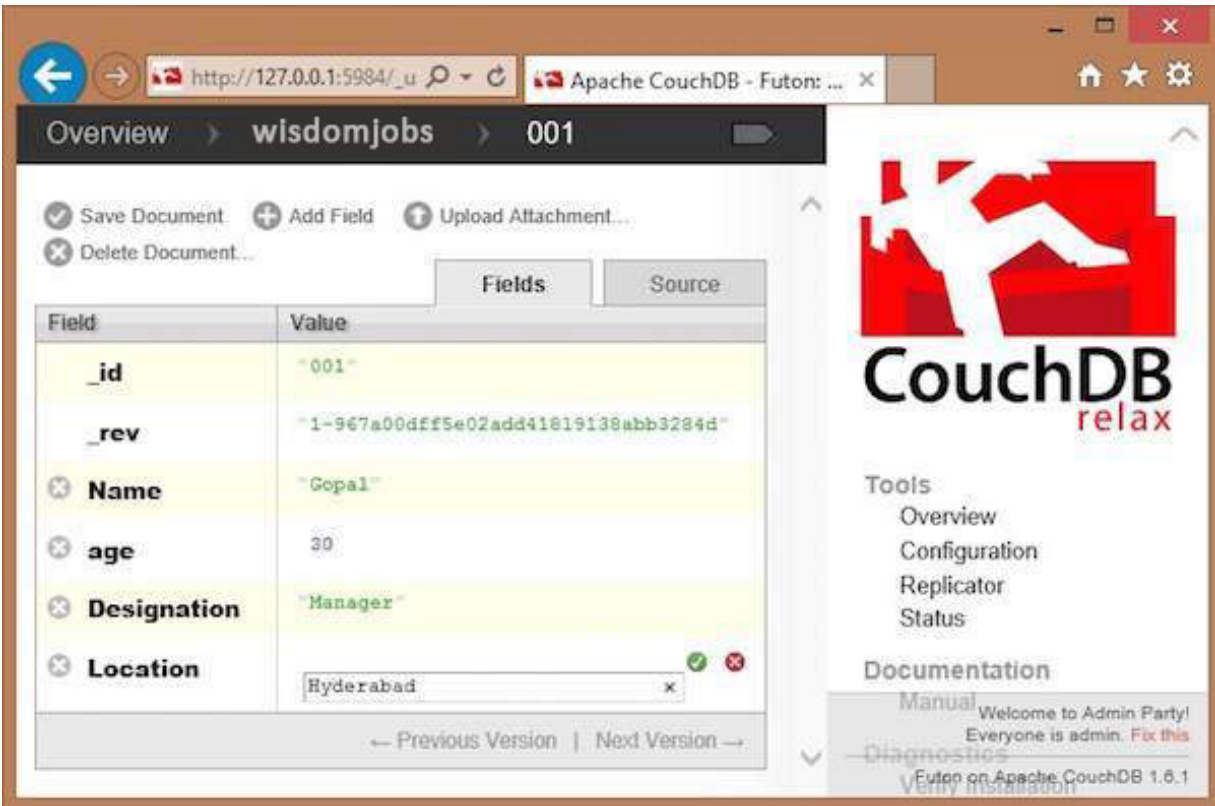 http://127.0.0.1:5984/_u
Apache CouchDB - Futon: ...
Overview wisdomjobs 001
Save Document Add Field Upload Attachment...
Delete Document...
Fields Source
Field Value
_id "001"
_rev "1-967a00dff5e02add41819138abb3284d"
Name "Gopal"
age 30
Designation "Manager"
Location Hyderabad
← Previous Version | Next Version →
CouchDB
relax
Tools
Overview
Configuration
Replicator
Status
Documentation
Manual
Welcome to Admin Party!
Everyone is admin. Fix this
Diagnostics
Verify Installation
Futon on Apache CouchDB 1.6.1